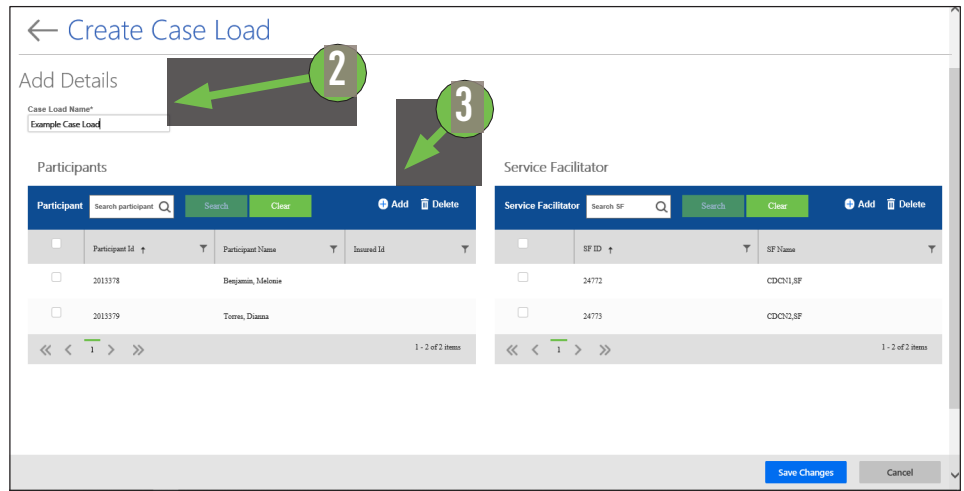 Create Case Load
2
Add Details
3
Case Load Name*
Example Case Load
Participants
Service Facilitator
Participant Search participant Search Clear Add Delete
Service Facilitator Search SF Search Clear Add Delete
Participant Id ↑ Participant Name Insured Id
SF ID ↑ SF Name
2013378 Benjamin, Melonie
24772 CDCN1,SF
2013379 Torres, Dianna
24773 CDCN2,SF
1 1 - 2 of 2 items
1 1 - 2 of 2 items
Save Changes Cancel